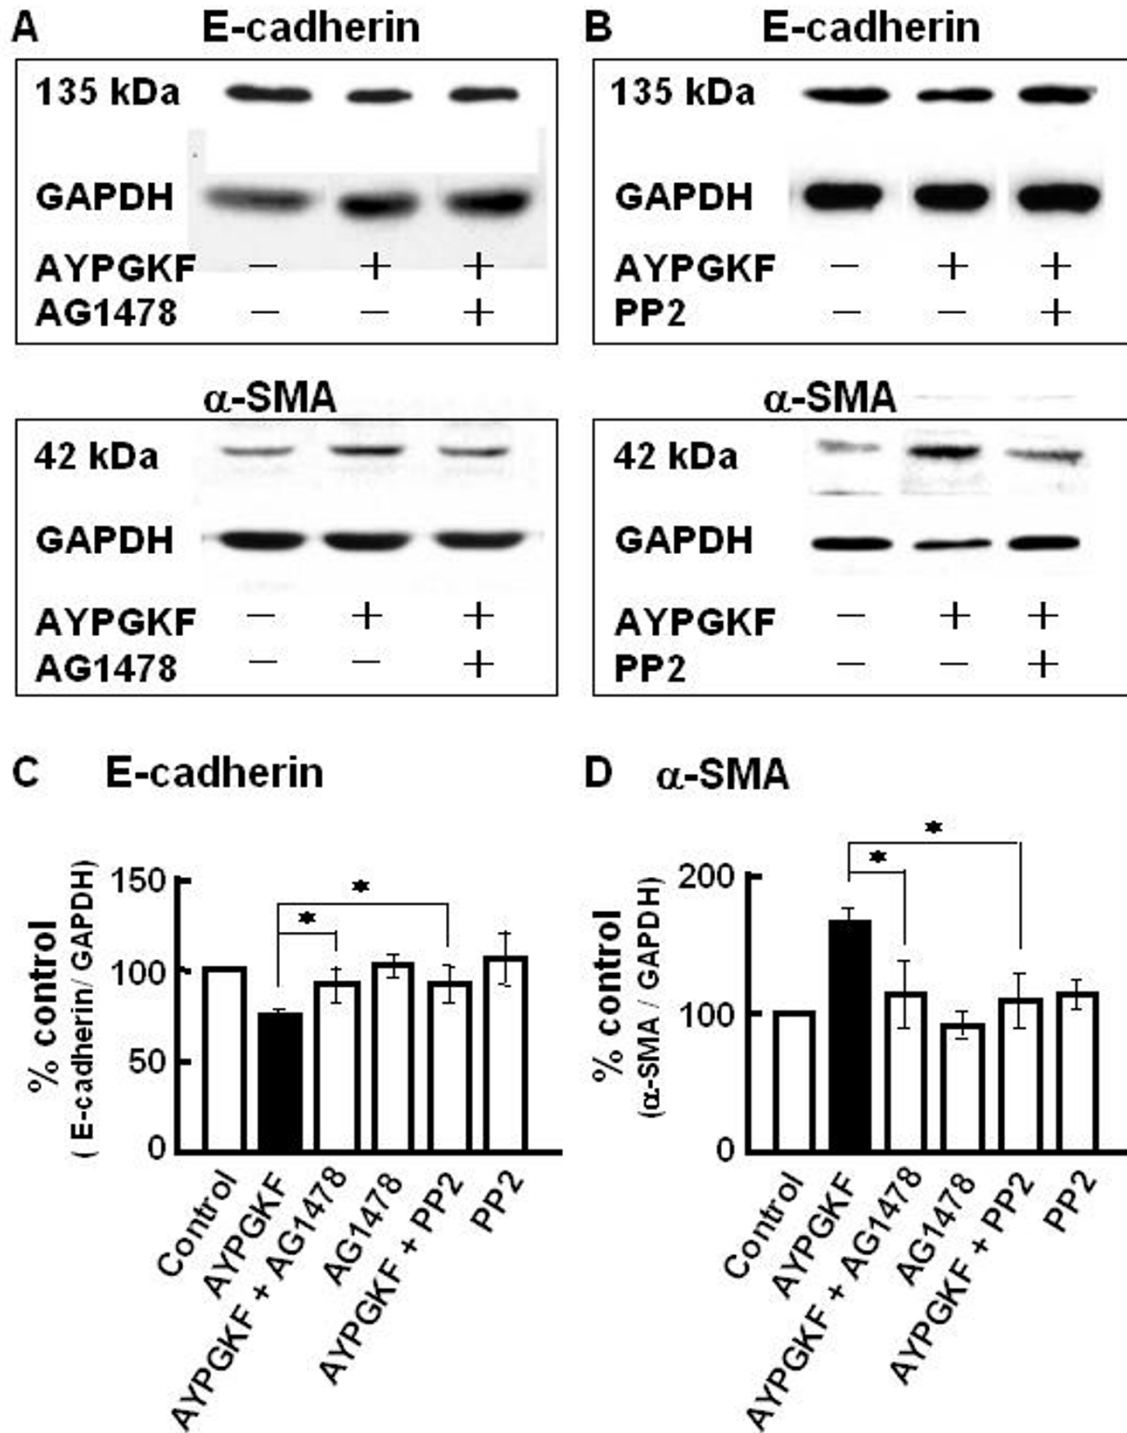 A E-cadherin
135 kDa
GAPDH
AYPGKF − + +
AG1478 − − +
B E-cadherin
135 kDa
GAPDH
AYPGKF − + +
PP2 − − +
α-SMA
42 kDa
GAPDH
AYPGKF − + +
AG1478 − − +
α-SMA
42 kDa
GAPDH
AYPGKF − + +
PP2 − − +
C E-cadherin
% control
( E-cadherin/ GAPDH)
150
100
50
0
*
*
Control
AYPGKF
AYPGKF + AG1478
AG1478
AYPGKF + PP2
PP2
D α-SMA
% control
(α-SMA / GAPDH)
200
100
0
*
*
Control
AYPGKF
AYPGKF + AG1478
AG1478
AYPGKF + PP2
PP2